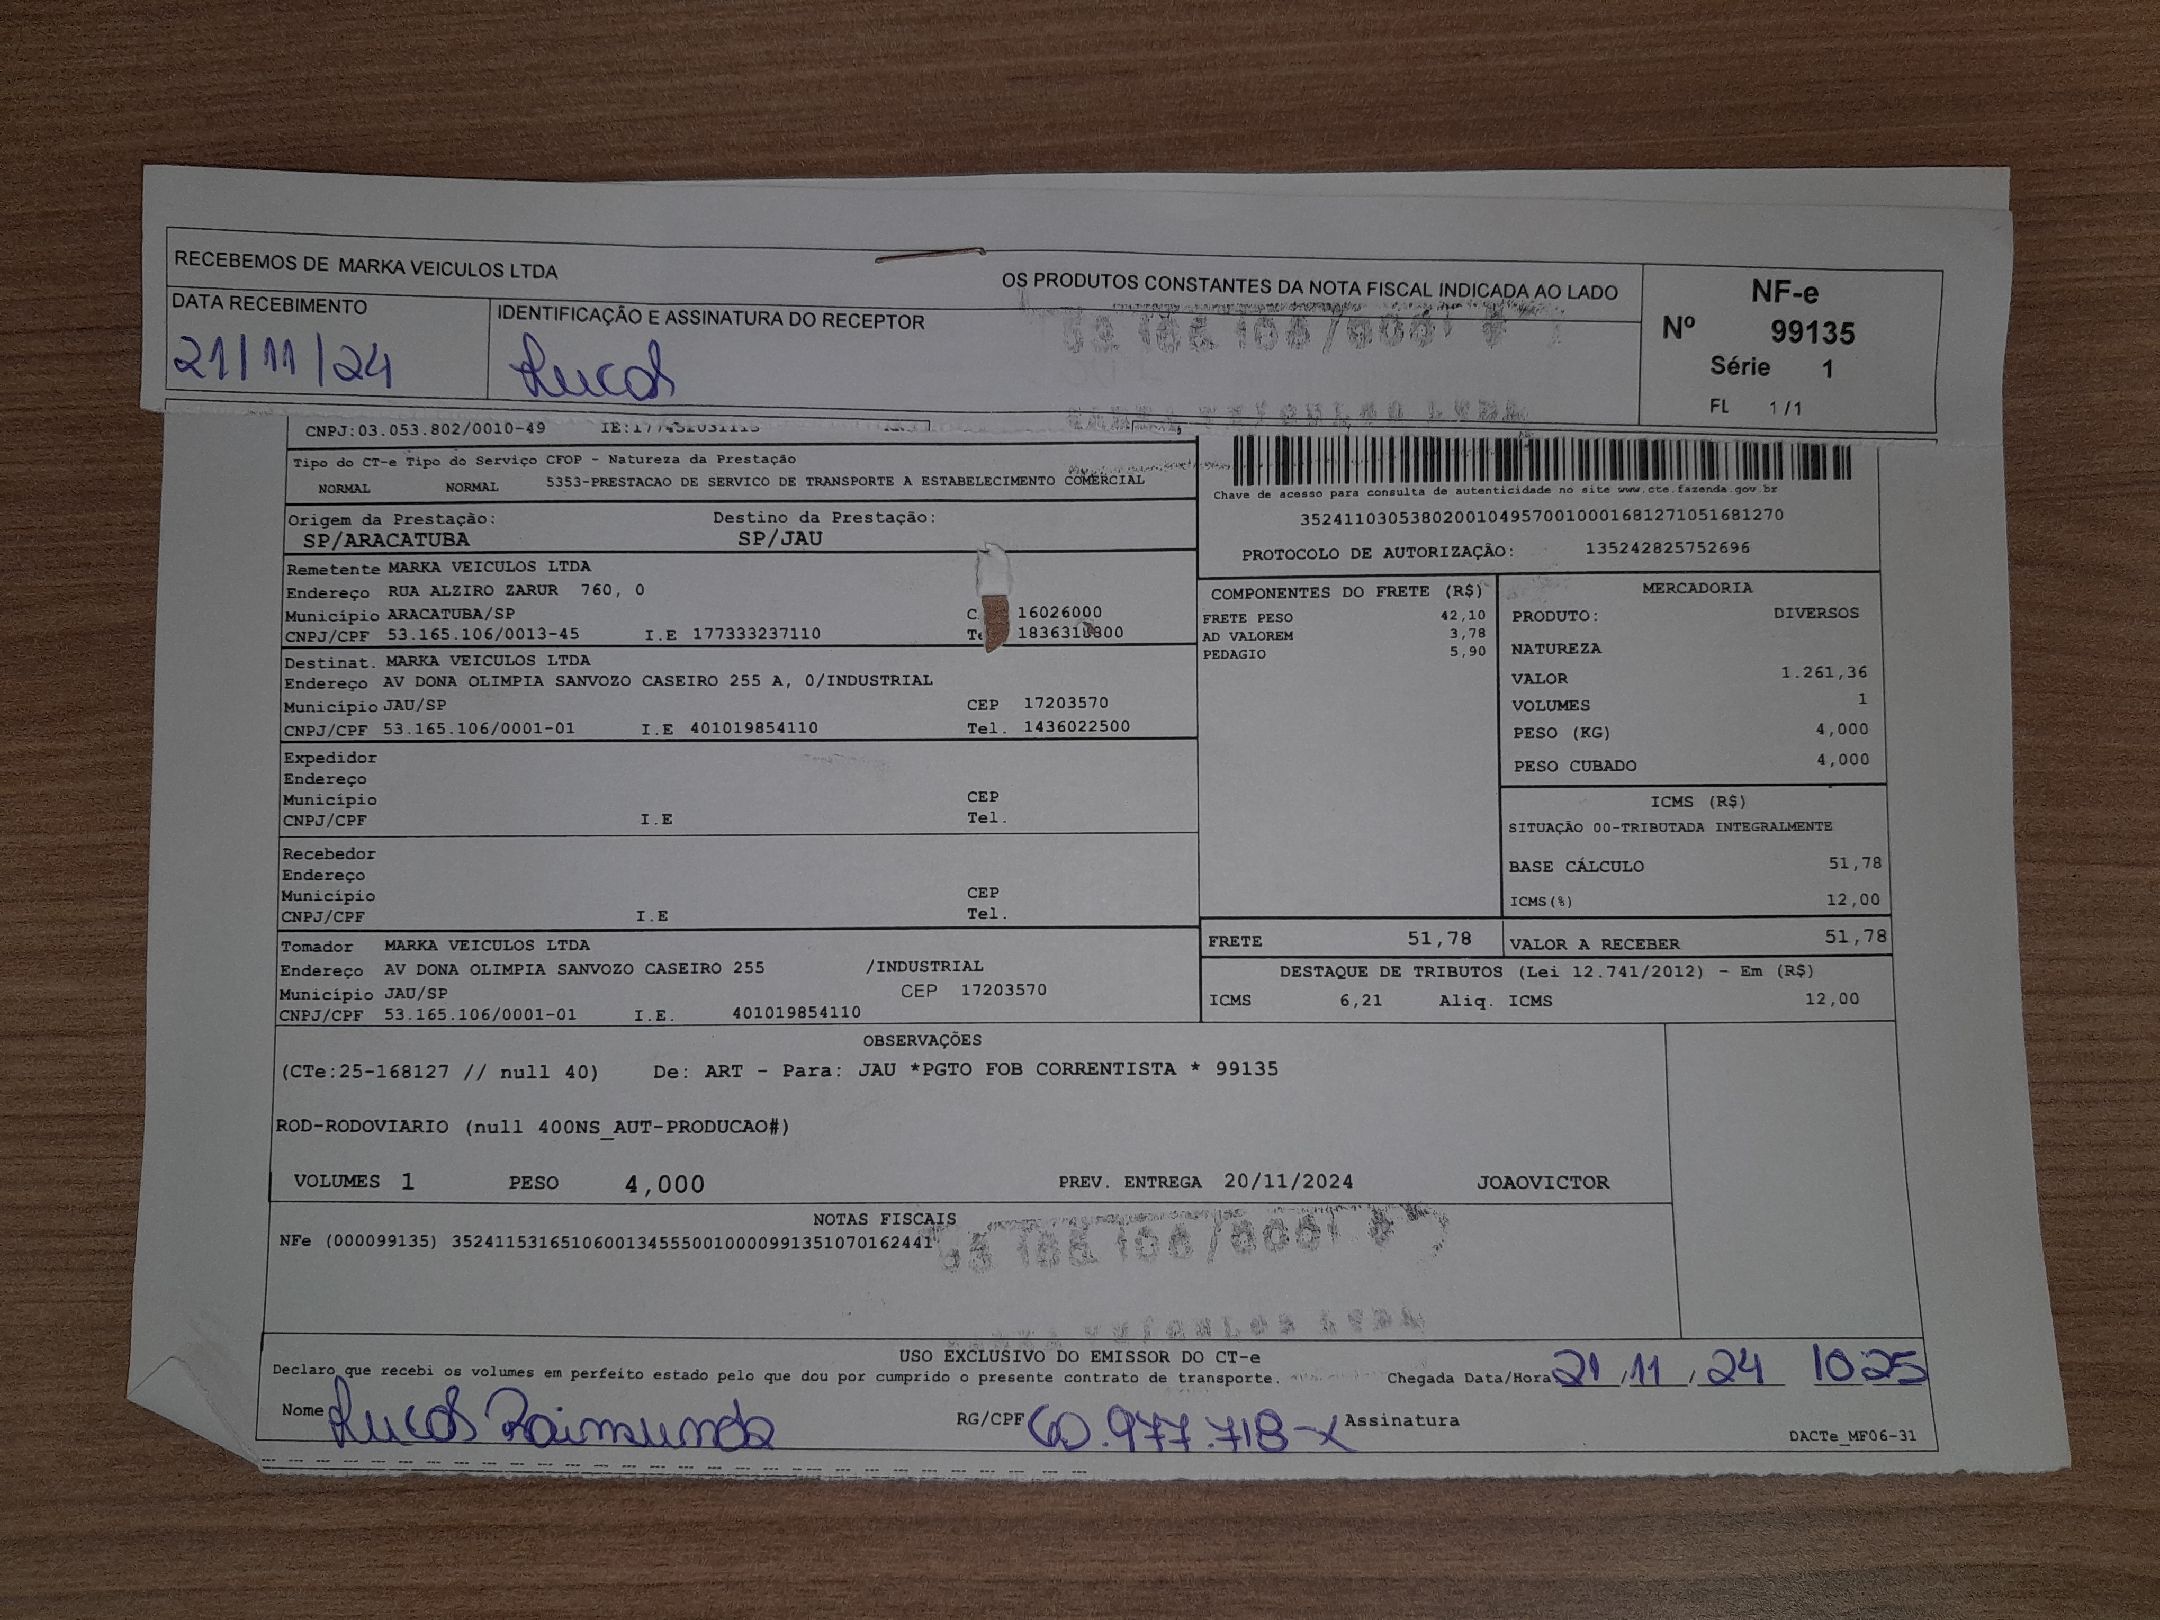 RECEBEMOS DE MARKA VEICULOS LTDA
OS PRODUTOS CONSTANTES DA NOTA FISCAL INDICADA AO LADO
NF-e
Nº 99135
Série 1
FL 1/1
DATA RECEBIMENTO
21/11/24
IDENTIFICAÇÃO E ASSINATURA DO RECEPTOR
Lucas
CNPJ:03.053.802/0010-49
Tipo do CT-e Tipo do Serviço CFOP - Natureza da Prestação
NORMAL NORMAL 5353-PRESTACAO DE SERVICO DE TRANSPORTE A ESTABELECIMENTO COMERCIAL
Chave de acesso para consulta de autenticidade no site www.cte.fazenda.gov.br
35241103053802001049570010001681271051681270
PROTOCOLO DE AUTORIZAÇÃO: 135242825752696
Origem da Prestação: Destino da Prestação:
SP/ARACATUBA SP/JAU
Remetente MARKA VEICULOS LTDA
Endereço RUA ALZIRO ZARUR 760, 0
Município ARACATUBA/SP 16026000
CNPJ/CPF 53.165.106/0013-45 I.E 177333237110
Destinat. MARKA VEICULOS LTDA
Endereço AV DONA OLIMPIA SANVOZO CASEIRO 255 A, 0/INDUSTRIAL
Município JAU/SP CEP 17203570
CNPJ/CPF 53.165.106/0001-01 I.E 401019854110 Tel. 1436022500
Expedidor
Endereço
Município CEP
CNPJ/CPF I.E Tel.
Recebedor
Endereço
Município CEP
CNPJ/CPF I.E Tel.
Tomador MARKA VEICULOS LTDA
Endereço AV DONA OLIMPIA SANVOZO CASEIRO 255 /INDUSTRIAL
Município JAU/SP CEP 17203570
CNPJ/CPF 53.165.106/0001-01 I.E. 401019854110
COMPONENTES DO FRETE (R$)
FRETE PESO 42,10
AD VALOREM 3,78
PEDAGIO 5,90
MERCADORIA
PRODUTO: DIVERSOS
NATUREZA
VALOR 1.261,36
VOLUMES 1
PESO (KG) 4,000
PESO CUBADO 4,000
ICMS (R$)
SITUAÇÃO 00-TRIBUTADA INTEGRALMENTE
BASE CÁLCULO 51,78
ICMS(%) 12,00
FRETE 51,78 VALOR A RECEBER 51,78
DESTAQUE DE TRIBUTOS (Lei 12.741/2012) - Em (R$)
ICMS 6,21 Aliq. ICMS 12,00
OBSERVAÇÕES
(CTe:25-168127 // null 40) De: ART - Para: JAU *PGTO FOB CORRENTISTA * 99135
ROD-RODOVIARIO (null 400NS_AUT-PRODUCAO#)
VOLUMES 1 PESO 4,000 PREV. ENTREGA 20/11/2024 JOAOVICTOR
NOTAS FISCAIS
NFe (000099135) 35241153165106001345550010000991351070162441
USO EXCLUSIVO DO EMISSOR DO CT-e
Declaro que recebi os volumes em perfeito estado pelo que dou por cumprido o presente contrato de transporte. Chegada Data/Hora 21/11/24 10 25
Nome Lucas Raimundo RG/CPF 60.977.718-x Assinatura
DACTe_MF06-31